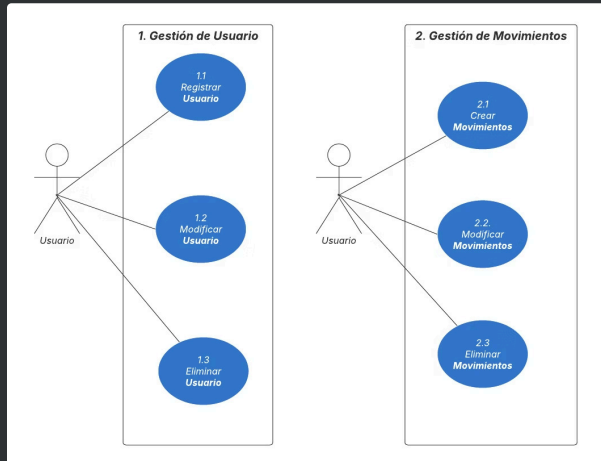 1. Gestión de Usuario
1.1
Registrar
Usuario
1.2
Modificar
Usuario
1.3
Eliminar
Usuario
Usuario
2. Gestión de Movimientos
2.1
Crear
Movimientos
2.2.
Modificar
Movimientos
2.3
Eliminar
Movimientos
Usuario